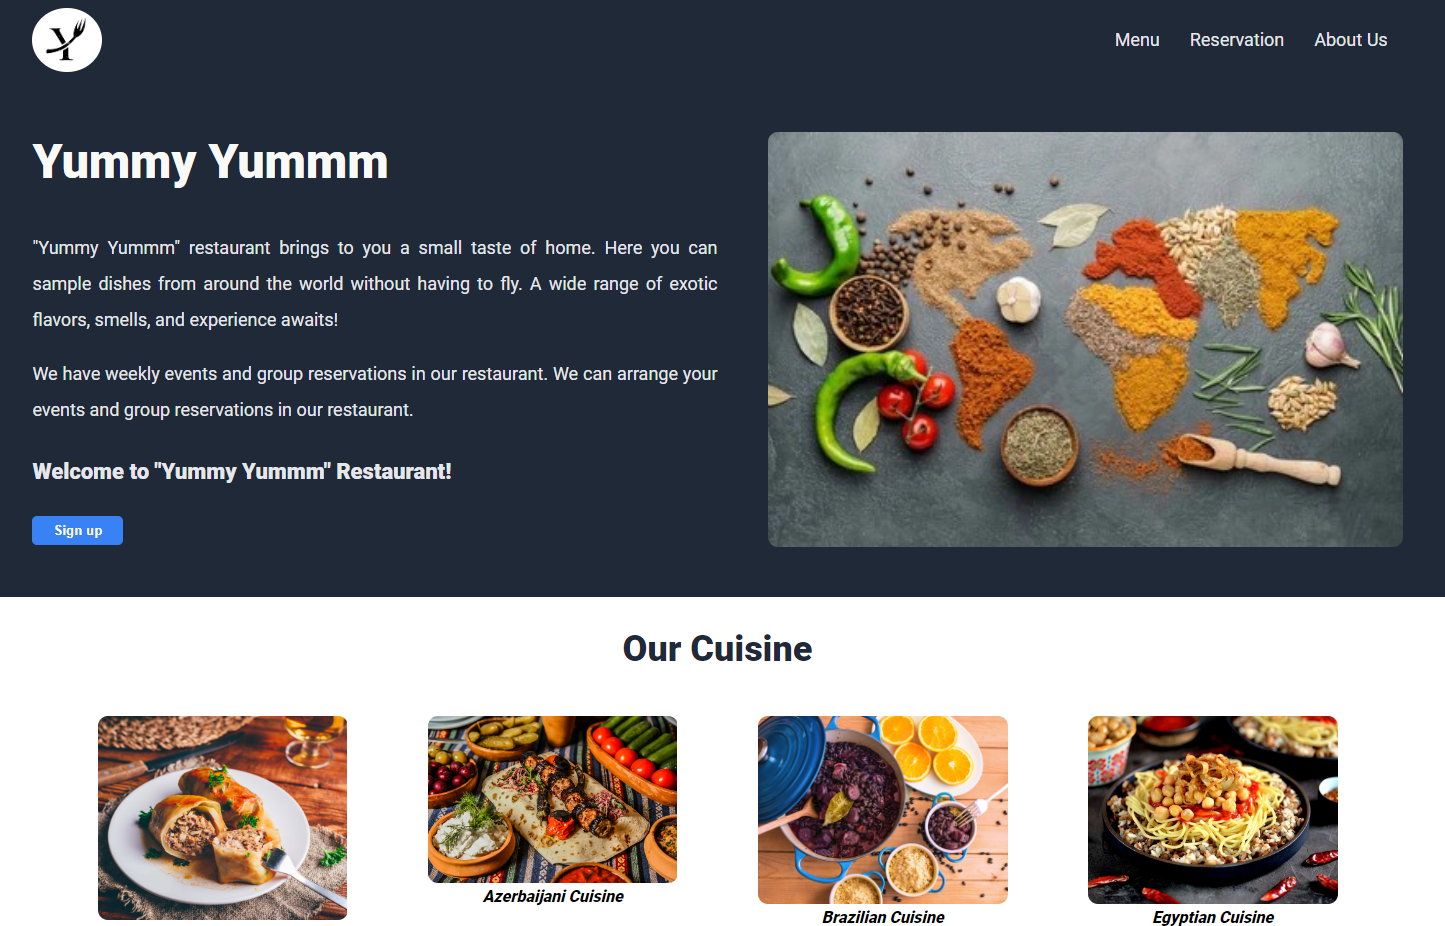 Y
Menu Reservation About Us
Yummy Yummm
"Yummy Yummm" restaurant brings to you a small taste of home. Here you can
sample dishes from around the world without having to fly. A wide range of exotic
flavors, smells, and experience awaits!
We have weekly events and group reservations in our restaurant. We can arrange your
events and group reservations in our restaurant.
Welcome to "Yummy Yummm" Restaurant!
Sign up
Our Cuisine
Azerbaijani Cuisine
Brazilian Cuisine
Egyptian Cuisine